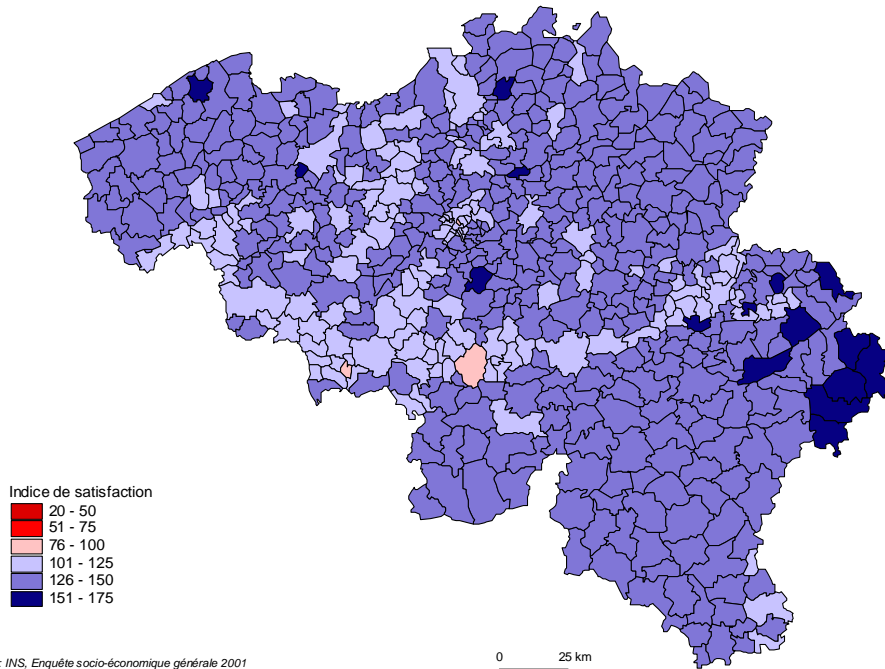 Indice de satisfaction
20 - 50
51 - 75
76 - 100
101 - 125
126 - 150
151 - 175
: INS, Enquête socio-économique générale 2001
0 25 km